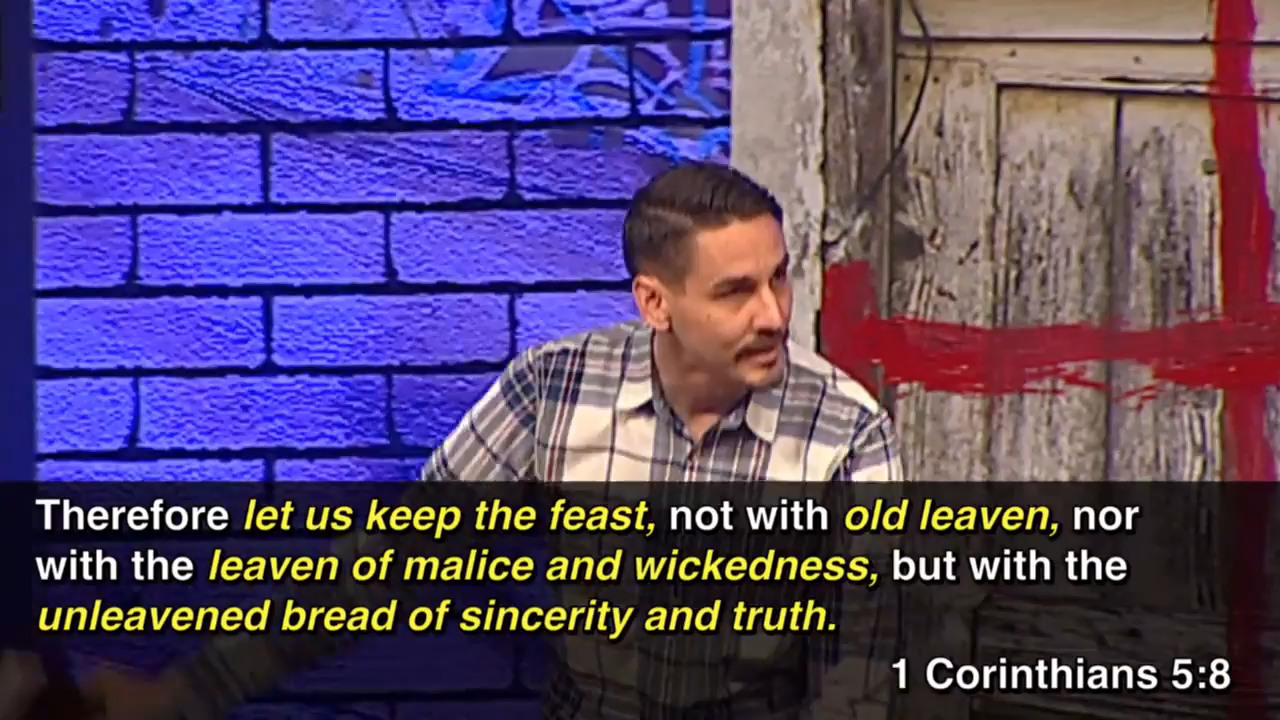 Therefore let us keep the feast, not with old leaven, nor
with the leaven of malice and wickedness, but with the
unleavened bread of sincerity and truth.
1 Corinthians 5:8